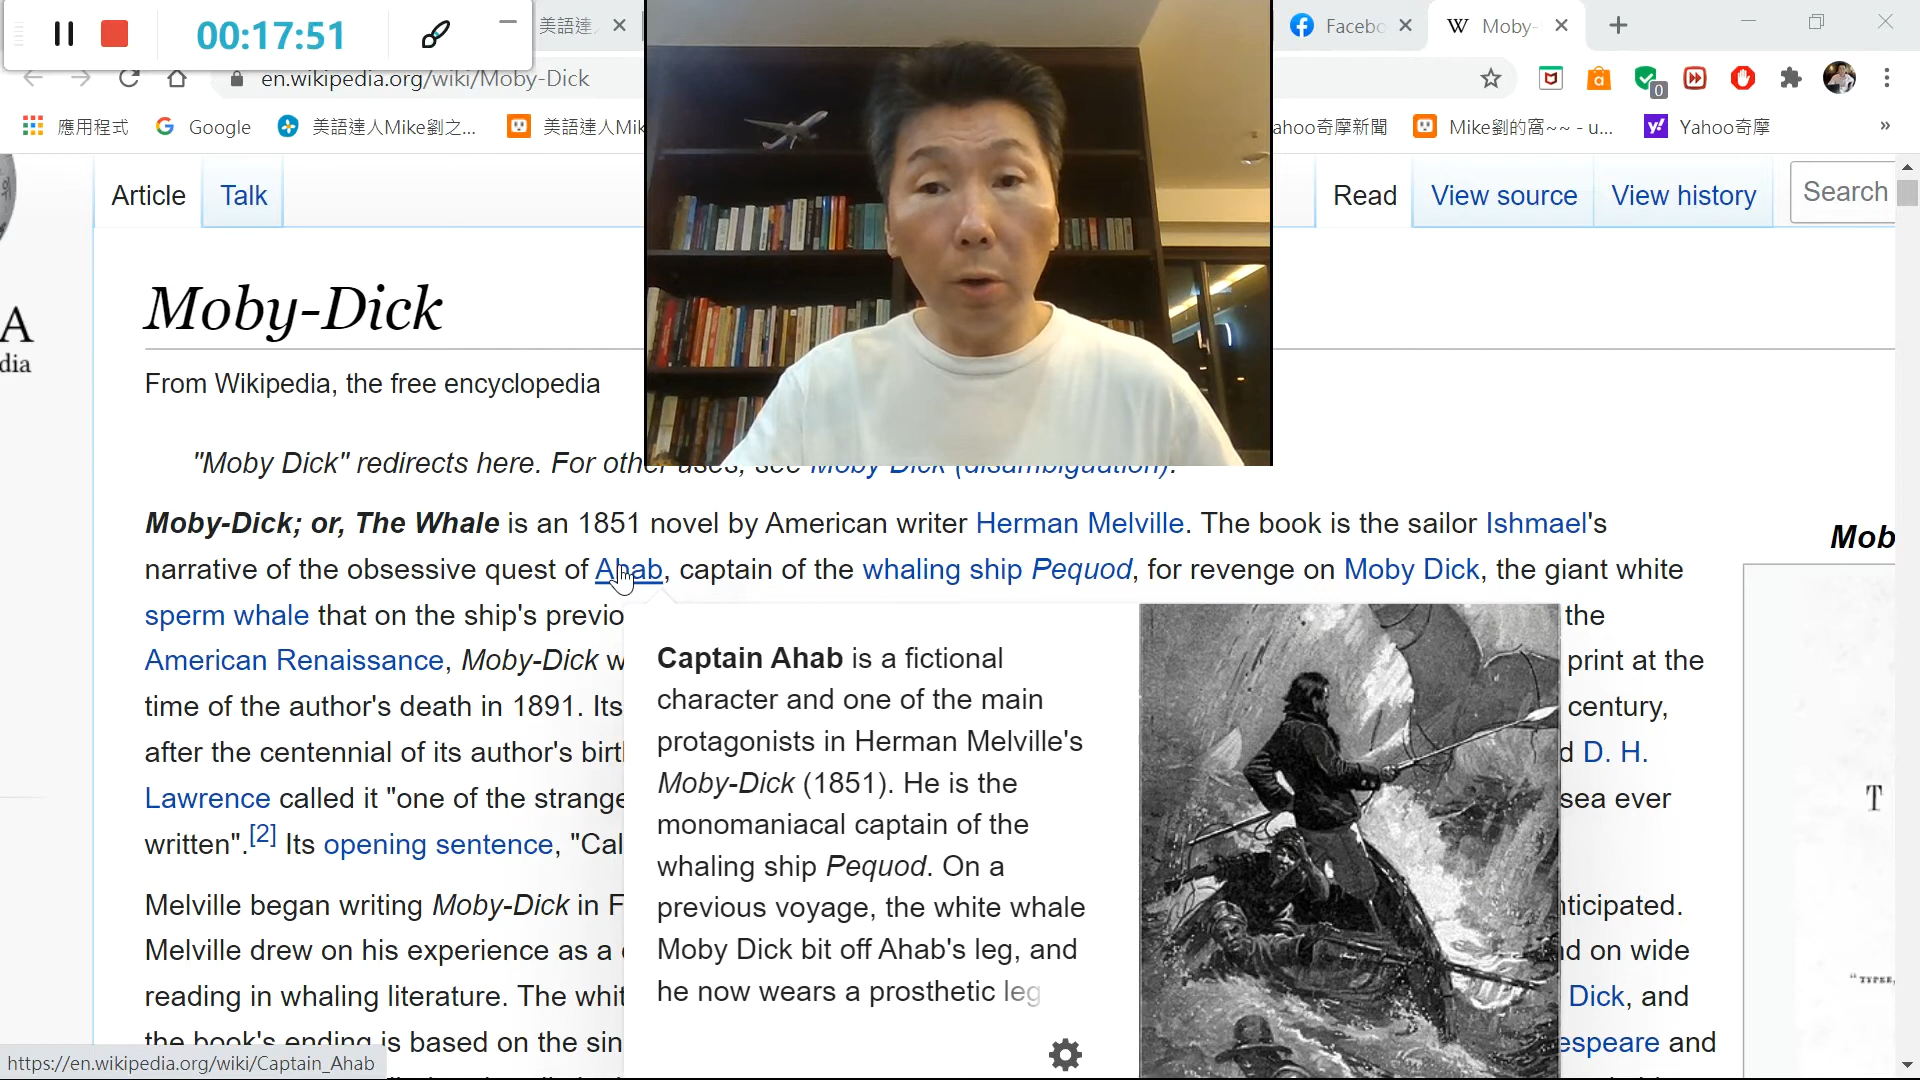 00:17:51
美語達
Facebo
W Moby-
en.wikipedia.org/wiki/Moby-Dick
0
應用程式 Google 美語達人Mike劉之... 美語達人Mik
ahoo奇摩新聞 Mike劉的窩~~ - u... Yahoo奇摩 »
Article Talk Read View source View history Search
A
dia
Moby-Dick
From Wikipedia, the free encyclopedia
"Moby Dick" redirects here. For other uses, see Moby Dick (disambiguation).
Moby-Dick; or, The Whale is an 1851 novel by American writer Herman Melville. The book is the sailor Ishmael's
Mob
narrative of the obsessive quest of Ahab, captain of the whaling ship Pequod, for revenge on Moby Dick, the giant white
sperm whale that on the ship's previo the
American Renaissance, Moby-Dick w print at the
time of the author's death in 1891. Its century,
after the centennial of its author's birt d D. H.
Lawrence called it "one of the strange sea ever
written".[2] Its opening sentence, "Cal
Captain Ahab is a fictional
character and one of the main
protagonists in Herman Melville's
Moby-Dick (1851). He is the
monomaniacal captain of the
whaling ship Pequod. On a
previous voyage, the white whale
Moby Dick bit off Ahab's leg, and
he now wears a prosthetic leg
T
"TYPEE,
Melville began writing Moby-Dick in F nticipated.
Melville drew on his experience as a nd on wide
reading in whaling literature. The whit Dick, and
the book's ending is based on the sin espeare and
https://en.wikipedia.org/wiki/Captain_Ahab